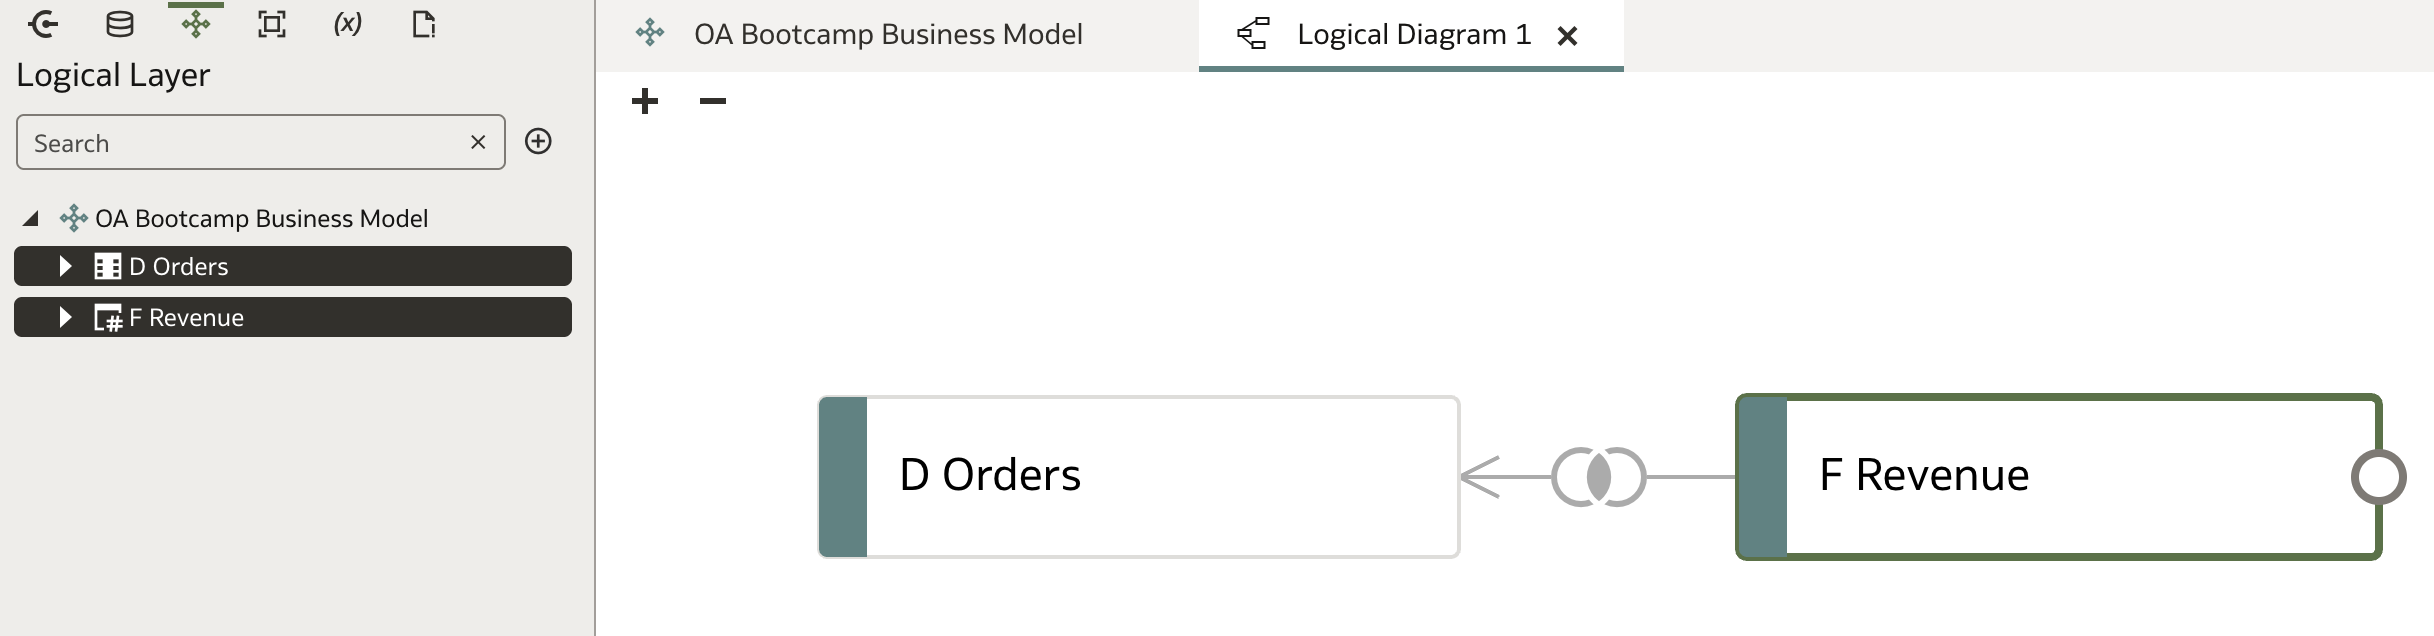 (x)
Logical Layer
Search
OA Bootcamp Business Model
D Orders
F Revenue
OA Bootcamp Business Model
Logical Diagram 1
D Orders
F Revenue